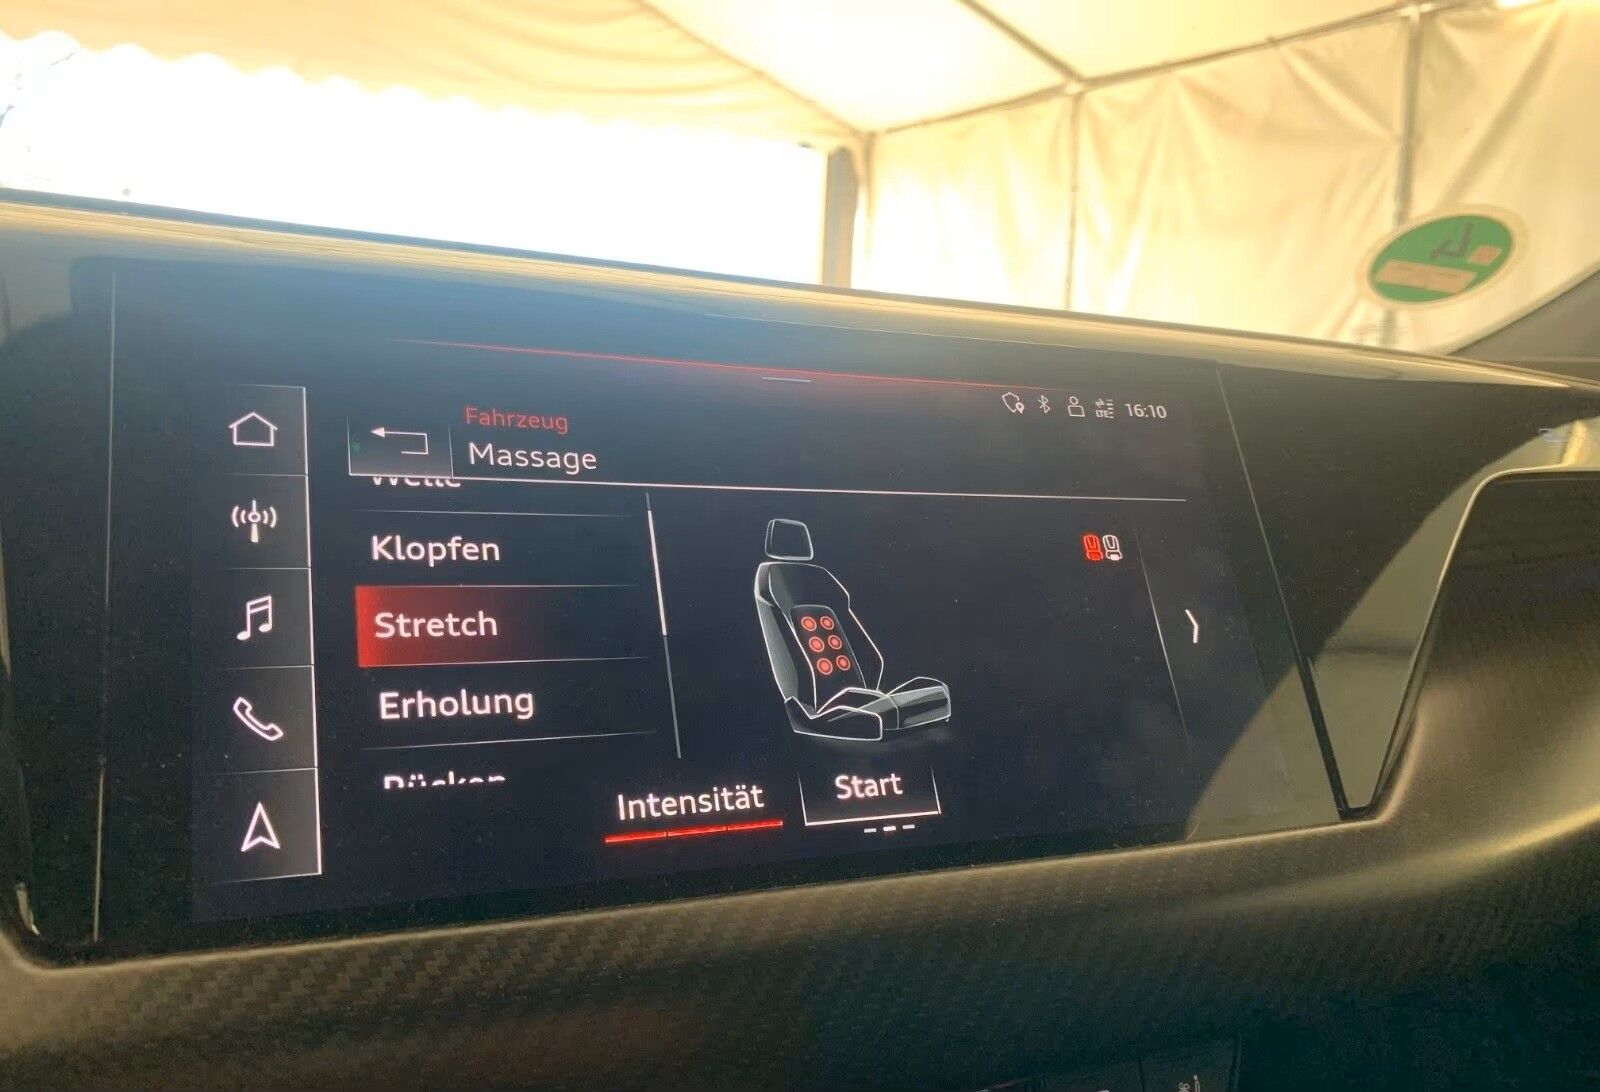 Fahrzeug
Massage
16:10
Klopfen
Stretch
Erholung
Intensität
Start